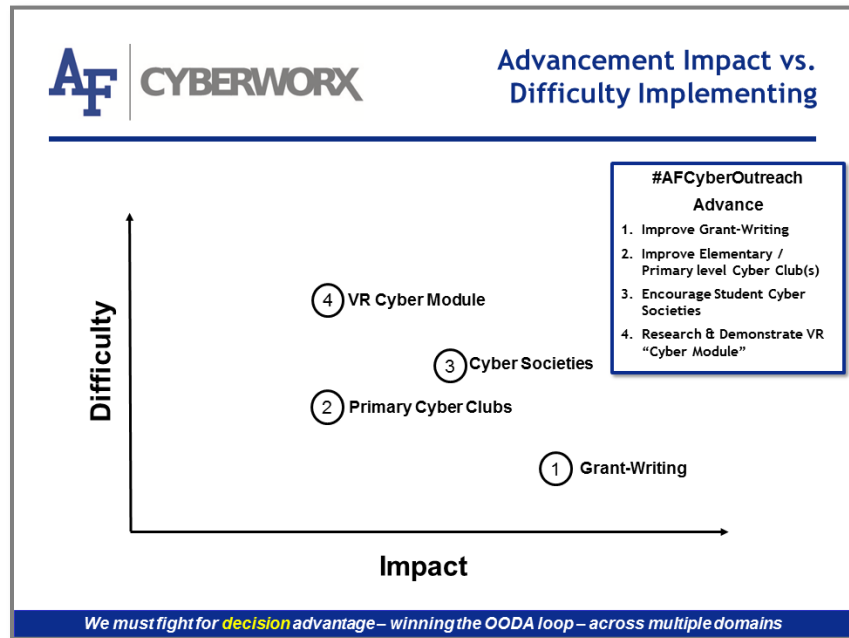 AF CYBERWORX
Advancement Impact vs.
Difficulty Implementing
#AFCyberOutreach
Advance
1. Improve Grant-Writing
2. Improve Elementary /
Primary level Cyber Club(s)
3. Encourage Student Cyber
Societies
4. Research & Demonstrate VR
“Cyber Module”
Difficulty
4 VR Cyber Module
3 Cyber Societies
2 Primary Cyber Clubs
1 Grant-Writing
Impact
We must fight for decision advantage – winning the OODA loop – across multiple domains